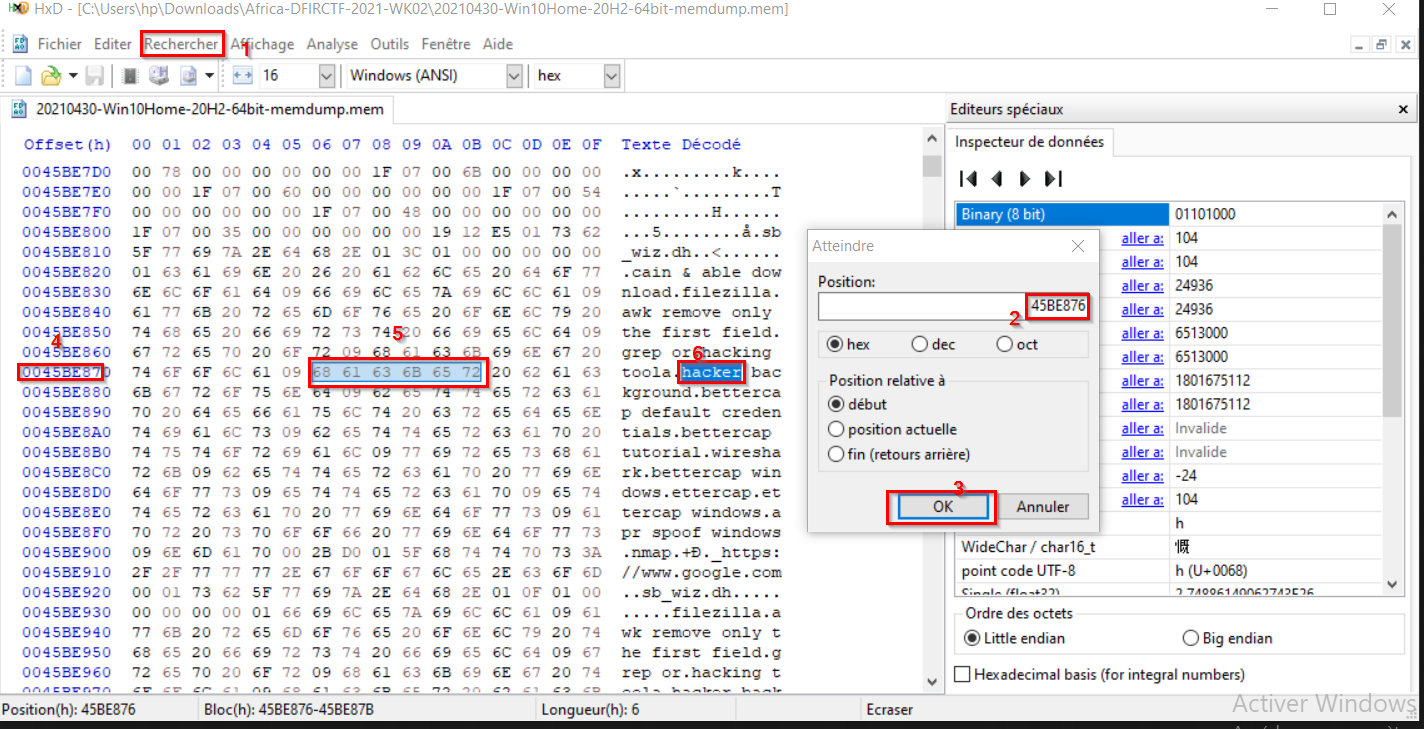 HxD - [C:\Users\hp\Downloads\Africa-DFIRCTF-2021-WK02\20210430-Win10Home-20H2-64bit-memdump.mem]
Fichier Editer Rechercher Affichage Analyse Outils Fenêtre Aide
1
16 Windows (ANSI) hex
20210430-Win10Home-20H2-64bit-memdump.mem
Offset(h) 00 01 02 03 04 05 06 07 08 09 0A 0B 0C 0D 0E 0F Texte Décodé
0045BE7D0 00 78 00 00 00 00 00 00 1F 07 00 6B 00 00 00 00 .x.........k....
0045BE7E0 00 00 1F 07 00 60 00 00 00 00 00 00 1F 07 00 54 .....`.........T
0045BE7F0 00 00 00 00 00 00 1F 07 00 48 00 00 00 00 00 00 .........H......
0045BE800 1F 07 00 35 00 00 00 00 00 00 19 12 E5 01 73 62 ...5........å.sb
0045BE810 5F 77 69 7A 2E 64 68 2E 01 3C 01 00 00 00 00 00 _wiz.dh..<......
0045BE820 01 63 61 69 6E 20 26 20 61 62 6C 65 20 64 6F 77 .cain & able dow
0045BE830 6E 6C 6F 61 64 09 66 69 6C 65 7A 69 6C 6C 61 09 nload.filezilla.
0045BE840 61 77 6B 20 72 65 6D 6F 76 65 20 6F 6E 6C 79 20 awk remove only
0045BE850 74 68 65 20 66 69 72 73 74 20 66 69 65 6C 64 09 the first field.
0045BE860 67 72 65 70 20 6F 72 09 68 61 63 6B 69 6E 67 20 grep or.hacking
0045BE870 74 6F 6F 6C 61 09 68 61 63 6B 65 72 20 62 61 63 toola.hacker bac
0045BE880 6B 67 72 6F 75 6E 64 09 62 65 74 74 65 72 63 61 kground.betterca
0045BE890 70 20 64 65 66 61 75 6C 74 20 63 72 65 64 65 6E p default creden
0045BE8A0 74 69 61 6C 73 09 62 65 74 74 65 72 63 61 70 20 tials.bettercap
0045BE8B0 74 75 74 6F 72 69 61 6C 09 77 69 72 65 73 68 61 tutorial.wiresha
0045BE8C0 72 6B 09 62 65 74 74 65 72 63 61 70 20 77 69 6E rk.bettercap win
0045BE8D0 64 6F 77 73 09 65 74 74 65 72 63 61 70 09 65 74 dows.ettercap.et
0045BE8E0 74 65 72 63 61 70 20 77 69 6E 64 6F 77 73 09 61 tercap windows.a
0045BE8F0 70 72 20 73 70 6F 6F 66 20 77 69 6E 64 6F 77 73 pr spoof windows
0045BE900 09 6E 6D 61 70 00 2B D0 01 5F 68 74 74 70 73 3A .nmap.+Ð._https:
0045BE910 2F 2F 77 77 77 2E 67 6F 6F 67 6C 65 2E 63 6F 6D //www.google.com
0045BE920 00 01 73 62 5F 77 69 7A 2E 64 68 2E 01 0F 01 00 ..sb_wiz.dh.....
0045BE930 00 00 00 00 01 66 69 6C 65 7A 69 6C 6C 61 09 61 .....filezilla.a
0045BE940 77 6B 20 72 65 6D 6F 76 65 20 6F 6E 6C 79 20 74 wk remove only t
0045BE950 68 65 20 66 69 72 73 74 20 66 69 65 6C 64 09 67 he first field.g
0045BE960 72 65 70 20 6F 72 09 68 61 63 6B 69 6E 67 20 74 rep or.hacking t
0045BE970 6F 6F 6C 61 09 68 61 63 6B 65 72 20 62 61 63 6B oola.hacker back
4
5
6
Atteindre
Position:
45BE876
2
hex dec oct
Position relative à
début
position actuelle
fin (retours arrière)
3
OK Annuler
Editeurs spéciaux
Inspecteur de données
Binary (8 bit) 01101000
aller a: 104
aller a: 104
aller a: 24936
aller a: 24936
aller a: 6513000
aller a: 6513000
aller a: 1801675112
aller a: 1801675112
aller a: Invalide
aller a: Invalide
aller a: -24
aller a: 104
h
WideChar / char16_t 慨
point code UTF-8 h (U+0068)
Single (float32) 2,74886149062743E26
Ordre des octets
Little endian Big endian
Hexadecimal basis (for integral numbers)
Activer Windows
Position(h): 45BE876 Bloc(h): 45BE876-45BE87B Longueur(h): 6 Ecraser